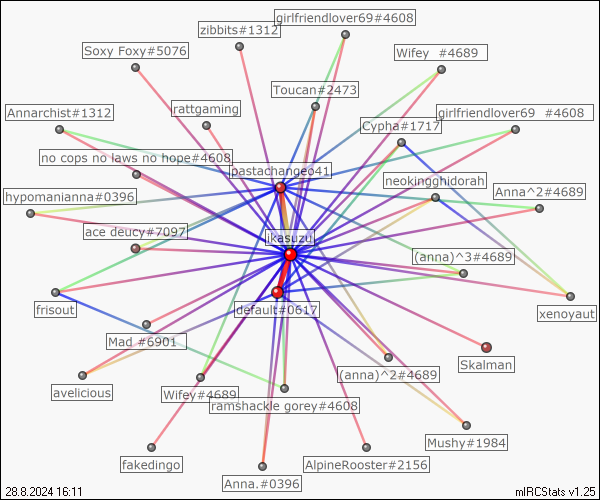 girlfriendlover69#4608
zibbits#1312
Soxy Foxy#5076
Wifey #4689
Toucan#2473
Annarchist#1312
rattgaming
girlfriendlover69 #4608
Cypha#1717
no cops no laws no hope#4608
pastachangeo41
neokingghidorah
hypomanianna#0396
Anna^2#4689
ace deucy#7097
ikasuzu
(anna)^3#4689
frisout
default#0617
xenoyaut
Mad #6901
Skalman
(anna)^2#4689
avelicious
Wifey#4689
ramshackle gorey#4608
Mushy#1984
fakedingo
AlpineRooster#2156
Anna.#0396
28.8.2024 16:11
mIRCStats v1.25